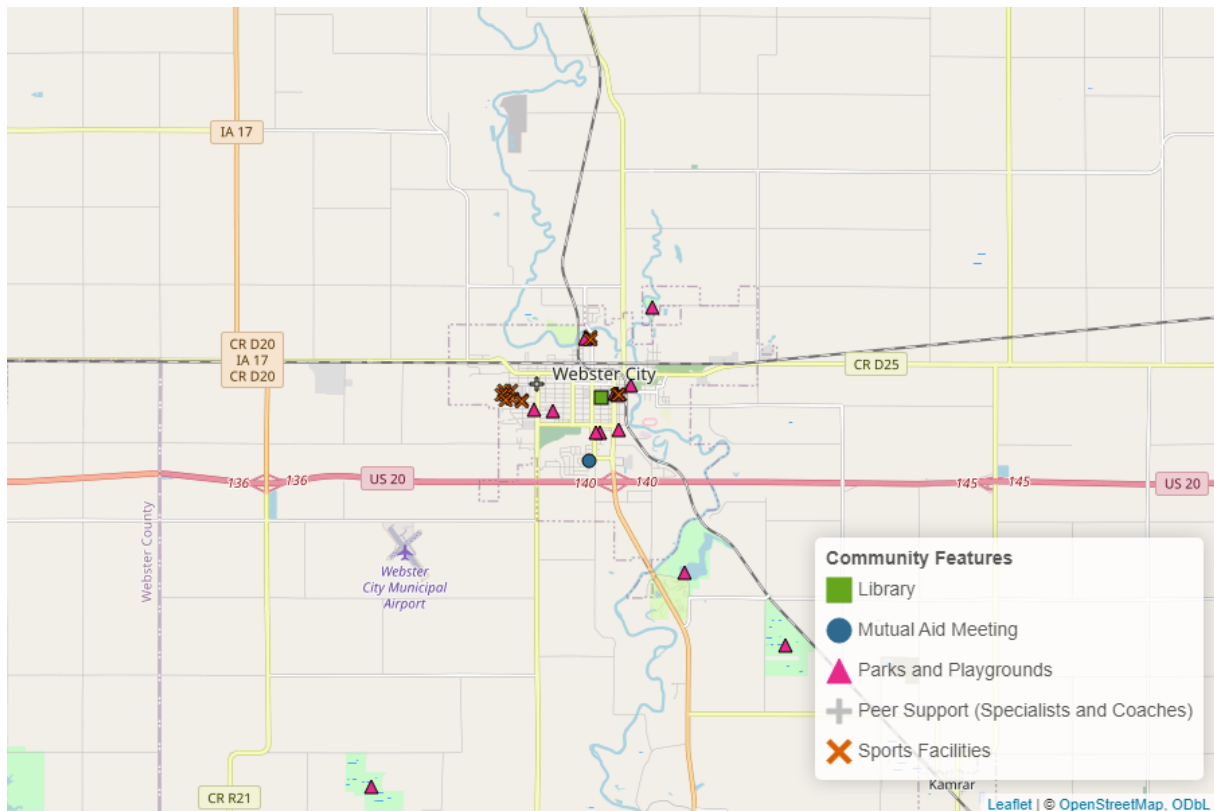 IA 17
CR D20
IA 17
CR D20
Webster City
CR D25
136
136
US 20
140
140
145
145
US 20
Webster County
Webster
City Municipal
Airport
Community Features
Library
Mutual Aid Meeting
Parks and Playgrounds
Peer Support (Specialists and Coaches)
Sports Facilities
Kamrar
CR R21
Leaflet | © OpenStreetMap, ODbL